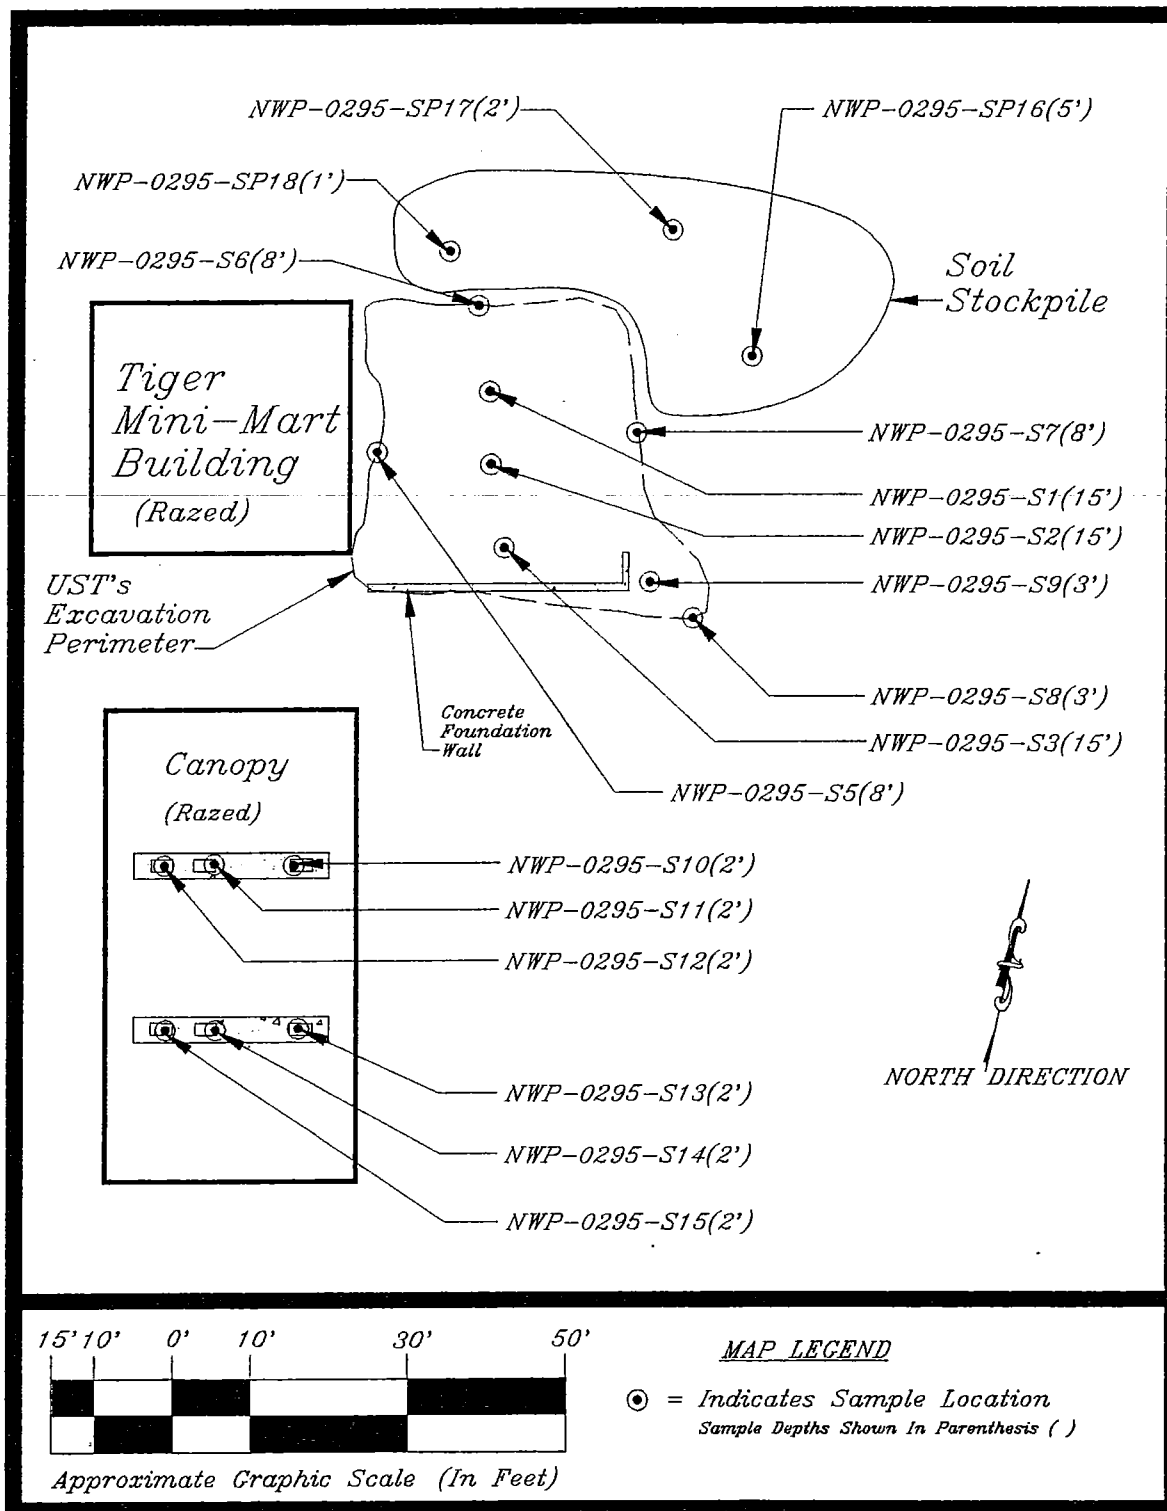 NWP-0295-SP17(2')
NWP-0295-SP16(5')
NWP-0295-SP18(1')
NWP-0295-S6(8')
Soil
Stockpile
Tiger
Mini-Mart
Building
(Razed)
NWP-0295-S7(8')
NWP-0295-S1(15')
NWP-0295-S2(15')
NWP-0295-S9(3')
UST's
Excavation
Perimeter
NWP-0295-S8(3')
NWP-0295-S3(15')
Concrete
Foundation
Wall
NWP-0295-S5(8')
Canopy
(Razed)
NWP-0295-S10(2')
NWP-0295-S11(2')
NWP-0295-S12(2')
NWP-0295-S13(2')
NWP-0295-S14(2')
NWP-0295-S15(2')
NORTH DIRECTION
15' 10' 0' 10' 30' 50'
Approximate Graphic Scale (In Feet)
MAP LEGEND
= Indicates Sample Location
Sample Depths Shown In Parenthesis ( )